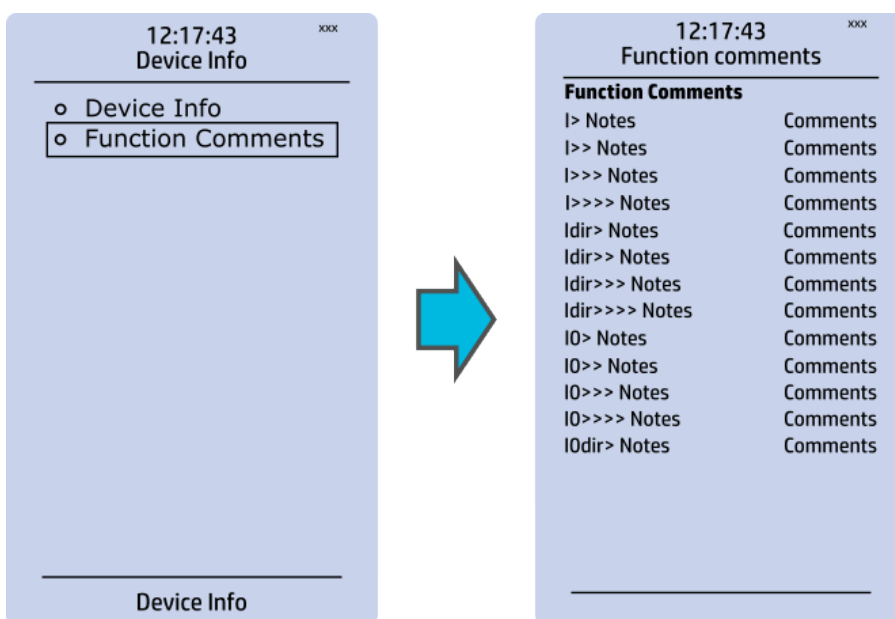 12:17:43 xxx
Device Info
Device Info
Function Comments
Device Info
12:17:43 xxx
Function comments
Function Comments
I> Notes Comments
I>> Notes Comments
I>>> Notes Comments
I>>>> Notes Comments
Idir> Notes Comments
Idir>> Notes Comments
Idir>>> Notes Comments
Idir>>>> Notes Comments
I0> Notes Comments
I0>> Notes Comments
I0>>> Notes Comments
I0>>>> Notes Comments
I0dir> Notes Comments